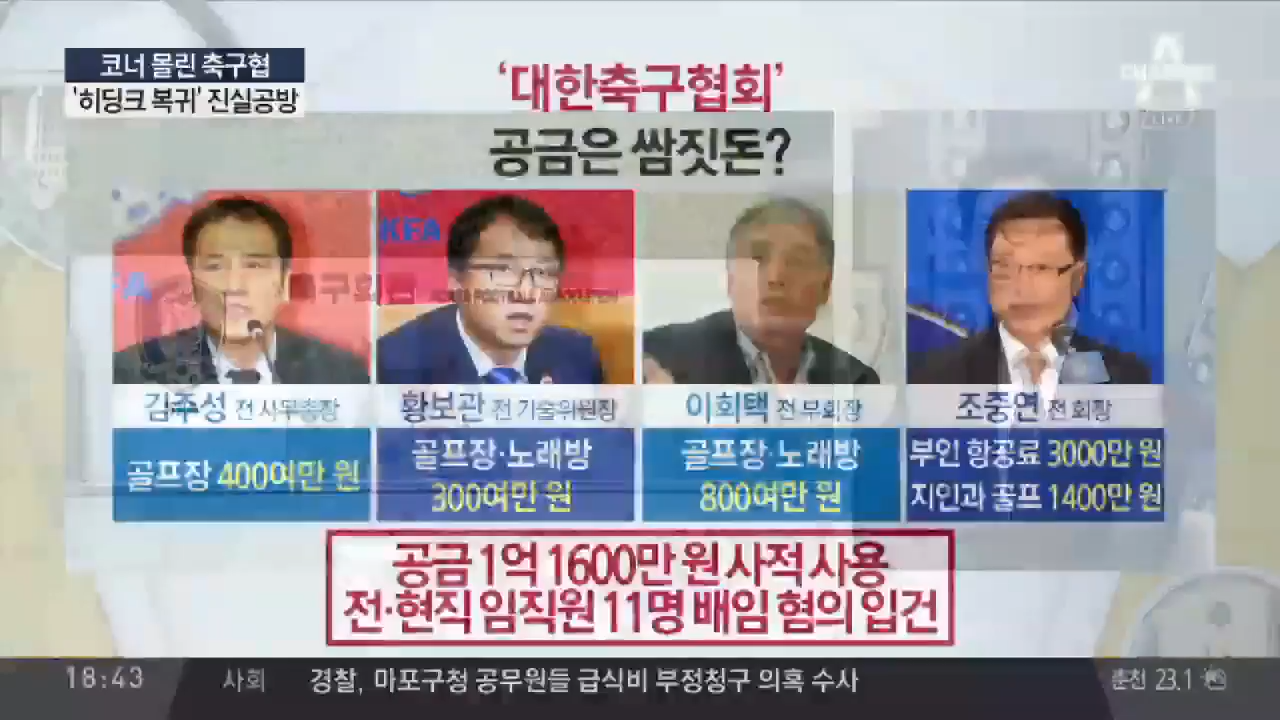 코너 몰린 축구협
'히딩크 복귀' 진실공방
'대한축구협회'
공금은 쌈짓돈?
KFA
김주성 전 사무총장
황보관 전 기술위원장
이회택 전 부회장
조중연 전 회장
골프장 400여만 원
골프장·노래방
300여만 원
골프장·노래방
800여만 원
부인 항공료 3000만 원
지인과 골프 1400만 원
공금 1억 1600만 원 사적 사용
전·현직 임직원 11명 배임 혐의 입건
18:43 사회 경찰, 마포구청 공무원들 급식비 부정청구 의혹 수사 춘천 23.1